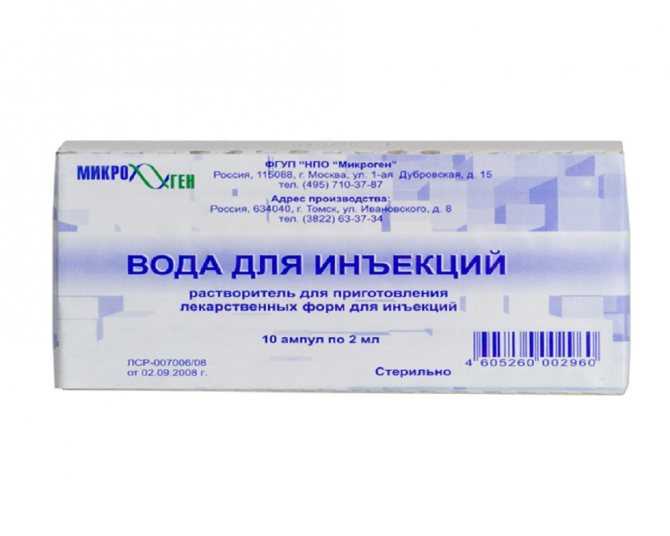 МИКРО ГЕН
ФГУП "НПО "Микроген"
Россия, 115088, г. Москва, ул. 1-ая Дубровская, д. 15
тел. (495) 710-37-87
Адрес производства:
Россия, 634040, г. Томск, ул. Ивановского, д. 8
тел. (3822) 63-37-34
ВОДА ДЛЯ ИНЪЕКЦИЙ
растворитель для приготовления
лекарственных форм для инъекций
10 ампул по 2 мл
ЛСР-007006/08
от 02.09.2008 г.
Стерильно
4 605260 002960